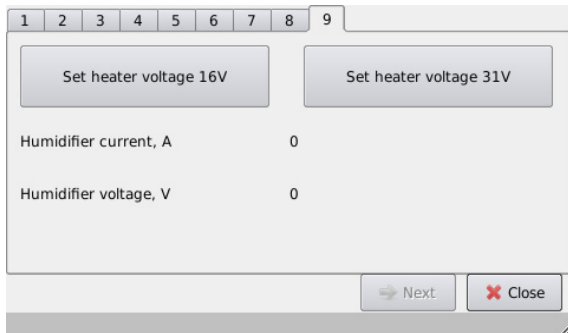 1 2 3 4 5 6 7 8 9
Set heater voltage 16V Set heater voltage 31V
Humidifier current, A 0
Humidifier voltage, V 0
Next Close